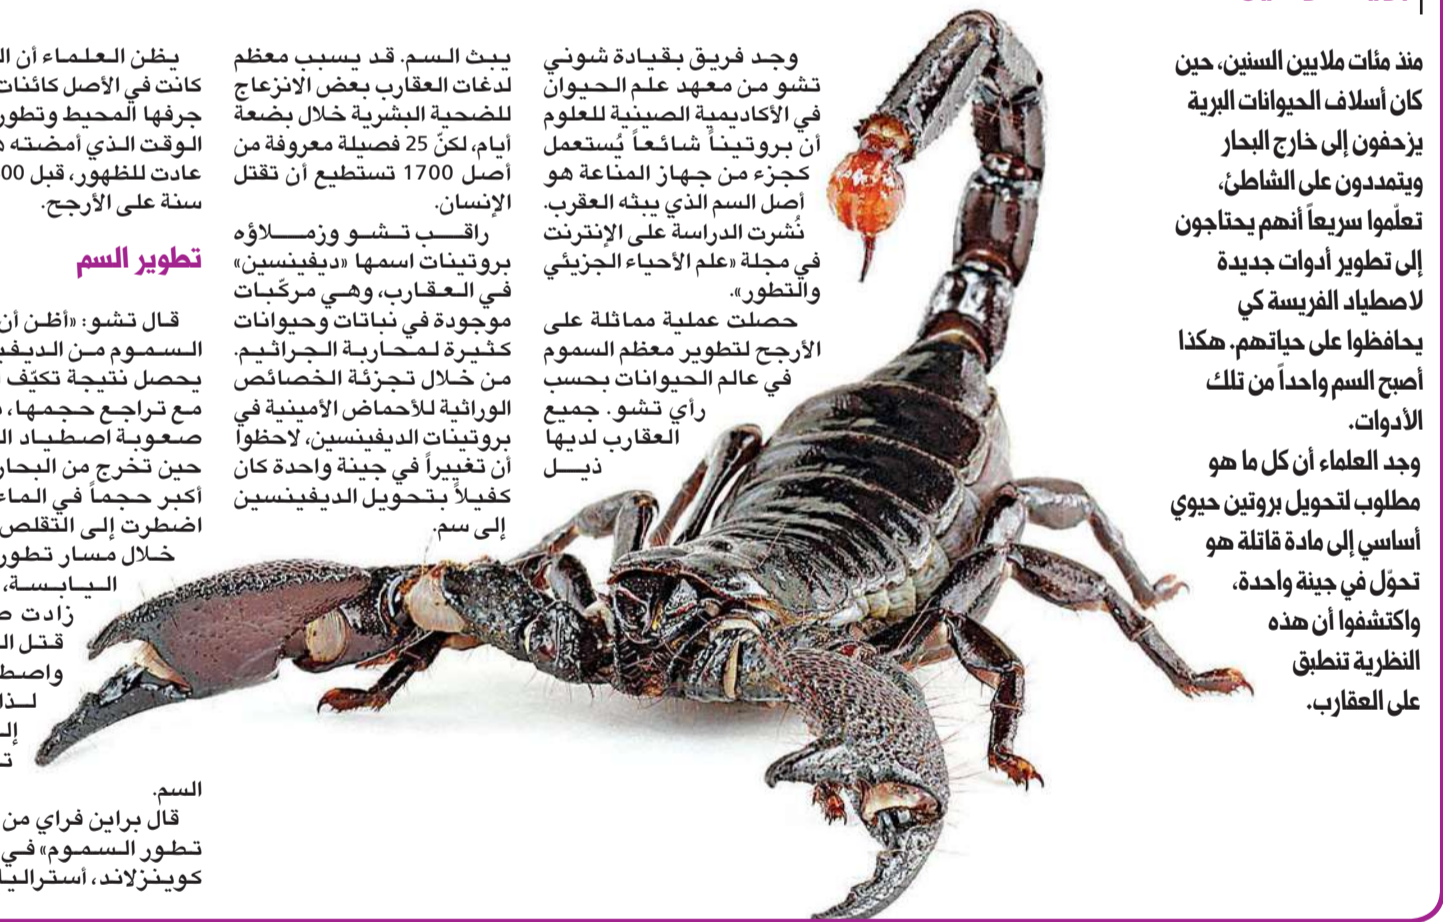 منذ مئات ملايين السنين، حين
كان أسلاف الحيوانات البرية
يزحفون إلى خارج البحار
ويتمددون على الشاطئ،
تعلّموا سريعاً أنهم يحتاجون
إلى تطوير أدوات جديدة
لاصطياد الفريسة كي
يحافظوا على حياتهم. هكذا
أصبح السم واحداً من تلك
الأدوات.
وجد العلماء أن كل ما هو
مطلوب لتحويل بروتين حيوي
أساسي إلى مادة قاتلة هو
تحوّل في جينة واحدة،
واكتشفوا أن هذه
النظرية تنطبق
على العقارب.
وجد فريق بقيادة شوني
تشو من معهد علم الحيوان
في الأكاديمية الصينية للعلوم
أن بروتيناً شائعاً يُستعمل
كجزء من جهاز المناعة هو
أصل السم الذي يبثه العقرب.
نُشرت الدراسة على الإنترنت
في مجلة «علم الأحياء الجزيئي
والتطور».
حصلت عملية مماثلة على
الأرجح لتطوير معظم السموم
في عالم الحيوانات بحسب
رأي تشو. جميع
العقارب لديها
ذيل
يبث السم. قد يسبب معظم
لدغات العقارب بعض الانزعاج
للضحية البشرية خلال بضعة
أيام، لكنّ 25 فصيلة معروفة من
أصل 1700 تستطيع أن تقتل
الإنسان.
راقب تشو وزملاؤه
بروتينات اسمها «ديفينسين»
في العقارب، وهي مركّبات
موجودة في نباتات وحيوانات
كثيرة لمحاربة الجراثيم.
من خلال تجزئة الخصائص
الوراثية للأحماض الأمينية في
بروتينات الديفينسين، لاحظوا
أن تغييراً في جينة واحدة كان
كفيلاً بتحويل الديفينسين
إلى سم.
يظن العلماء أن
كانت في الأصل كائنات
جرفها المحيط وتطور
الوقت الذي أمضته
عادت للظهور، قبل
سنة على الأرجح.
تطوير السم
قال تشو: «أظن أن
السموم من
يحصل نتيجة تكيّف
مع تراجع حجمها،
صعوبة اصطياد
حين تخرج من البحار
أكبر حجماً في الماء
اضطرت إلى التقلص
خلال مسار تطور
اليابسة،
زادت
قتل
السم.
قال براين فراي من
تطور السموم» في
كوينزلاند، أستراليا